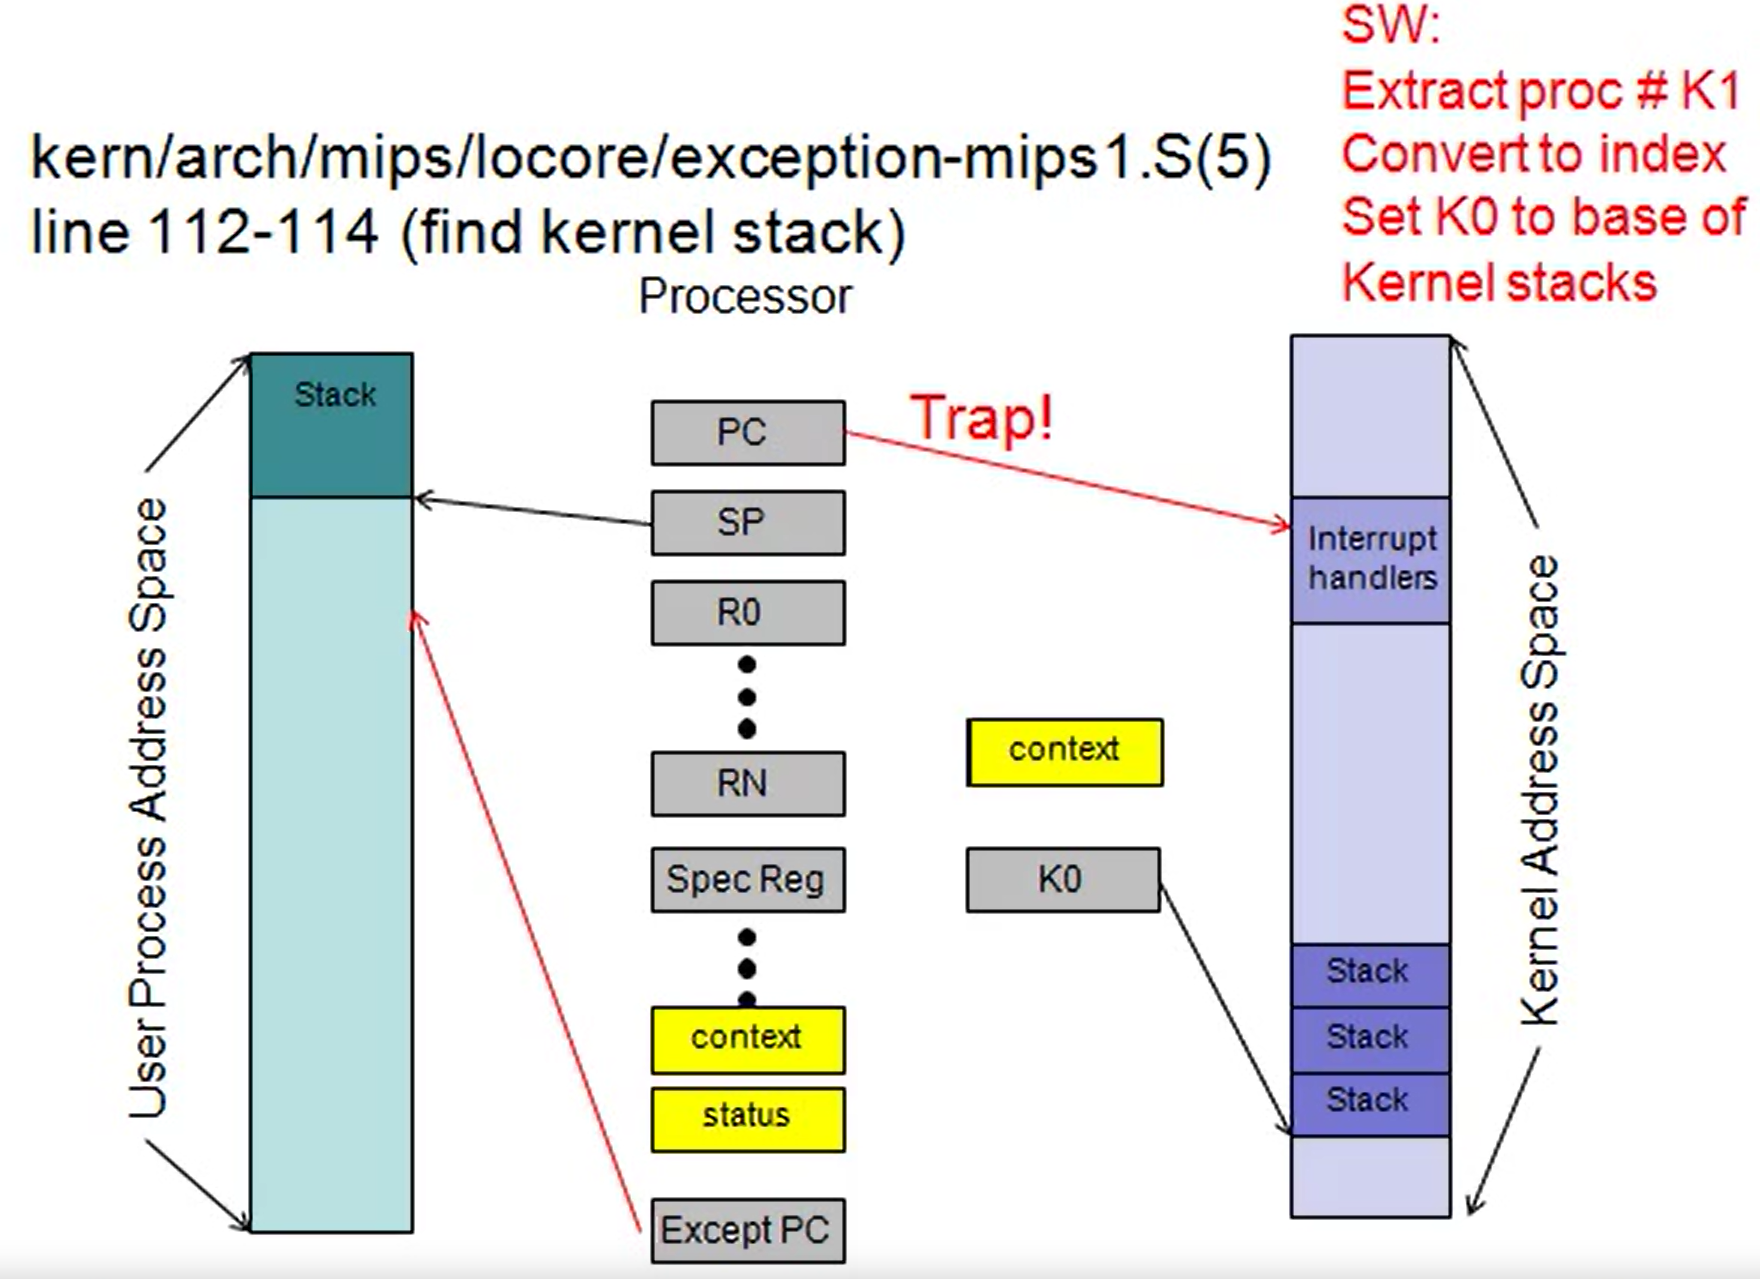 SW:
Extract proc # K1
Convert to index
Set K0 to base of
Kernel stacks
kern/arch/mips/locore/exception-mips1.S(5)
line 112-114 (find kernel stack)
Processor
User Process Address Space
Stack
PC
SP
R0
RN
Spec Reg
context
status
Except PC
Trap!
context
K0
Interrupt
handlers
Stack
Stack
Stack
Kernel Address Space